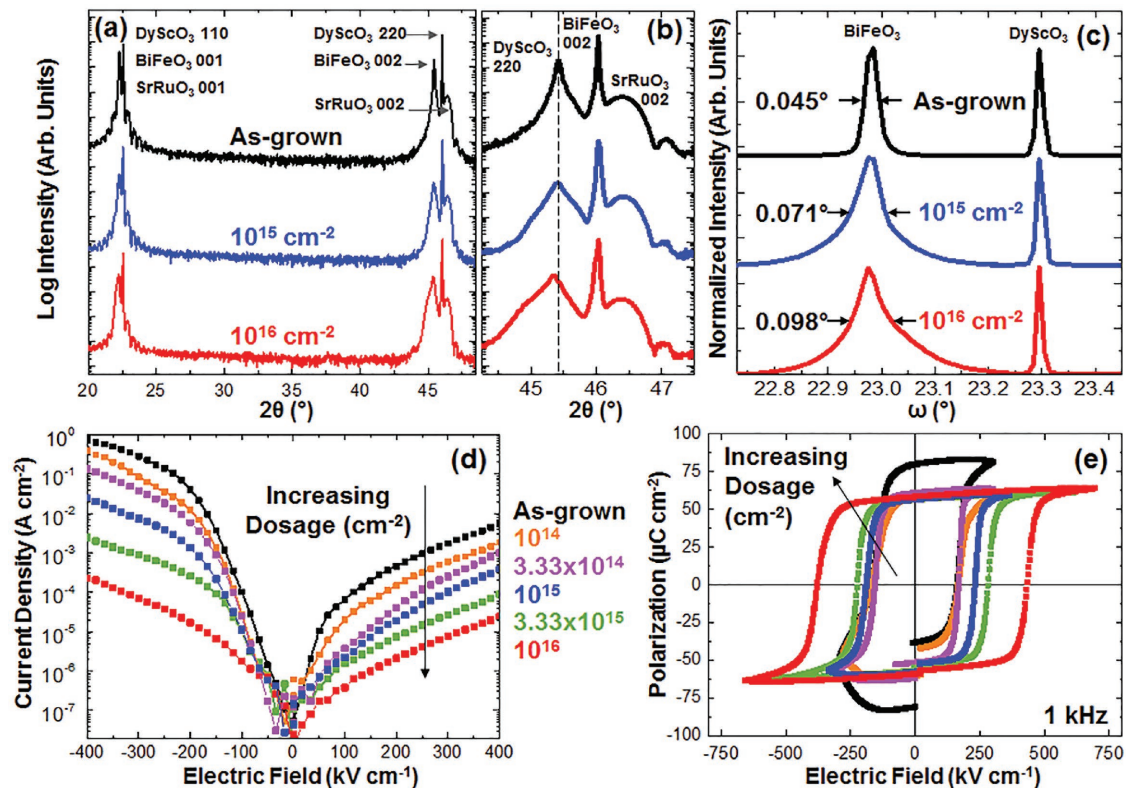 (a)
DyScO3 110
BiFeO3 001
SrRuO3 001
DyScO3 220
BiFeO3 002
SrRuO3 002
As-grown
10^15 cm^-2
10^16 cm^-2
Log Intensity (Arb. Units)
20 25 30 35 40 45
2θ (°)
(b)
DyScO3
220
BiFeO3
002
SrRuO3
002
45 46 47
2θ (°)
(c)
BiFeO3
DyScO3
0.045°
As-grown
0.071°
10^15 cm^-2
0.098°
10^16 cm^-2
Normalized Intensity (Arb. Units)
22.8 22.9 23.0 23.1 23.2 23.3 23.4
ω (°)
(d)
10^0
10^-1
10^-2
10^-3
10^-4
10^-5
10^-6
10^-7
Current Density (A cm^-2)
Increasing
Dosage (cm^-2)
-400 -300 -200 -100 0 100 200 300 400
Electric Field (kV cm^-1)
As-grown
10^14
3.33x10^14
10^15
3.33x10^15
10^16
(e)
100
75
50
25
0
-25
-50
-75
-100
Polarization (µC cm^-2)
Increasing
Dosage
(cm^-2)
1 kHz
-750 -500 -250 0 250 500 750
Electric Field (kV cm^-1)